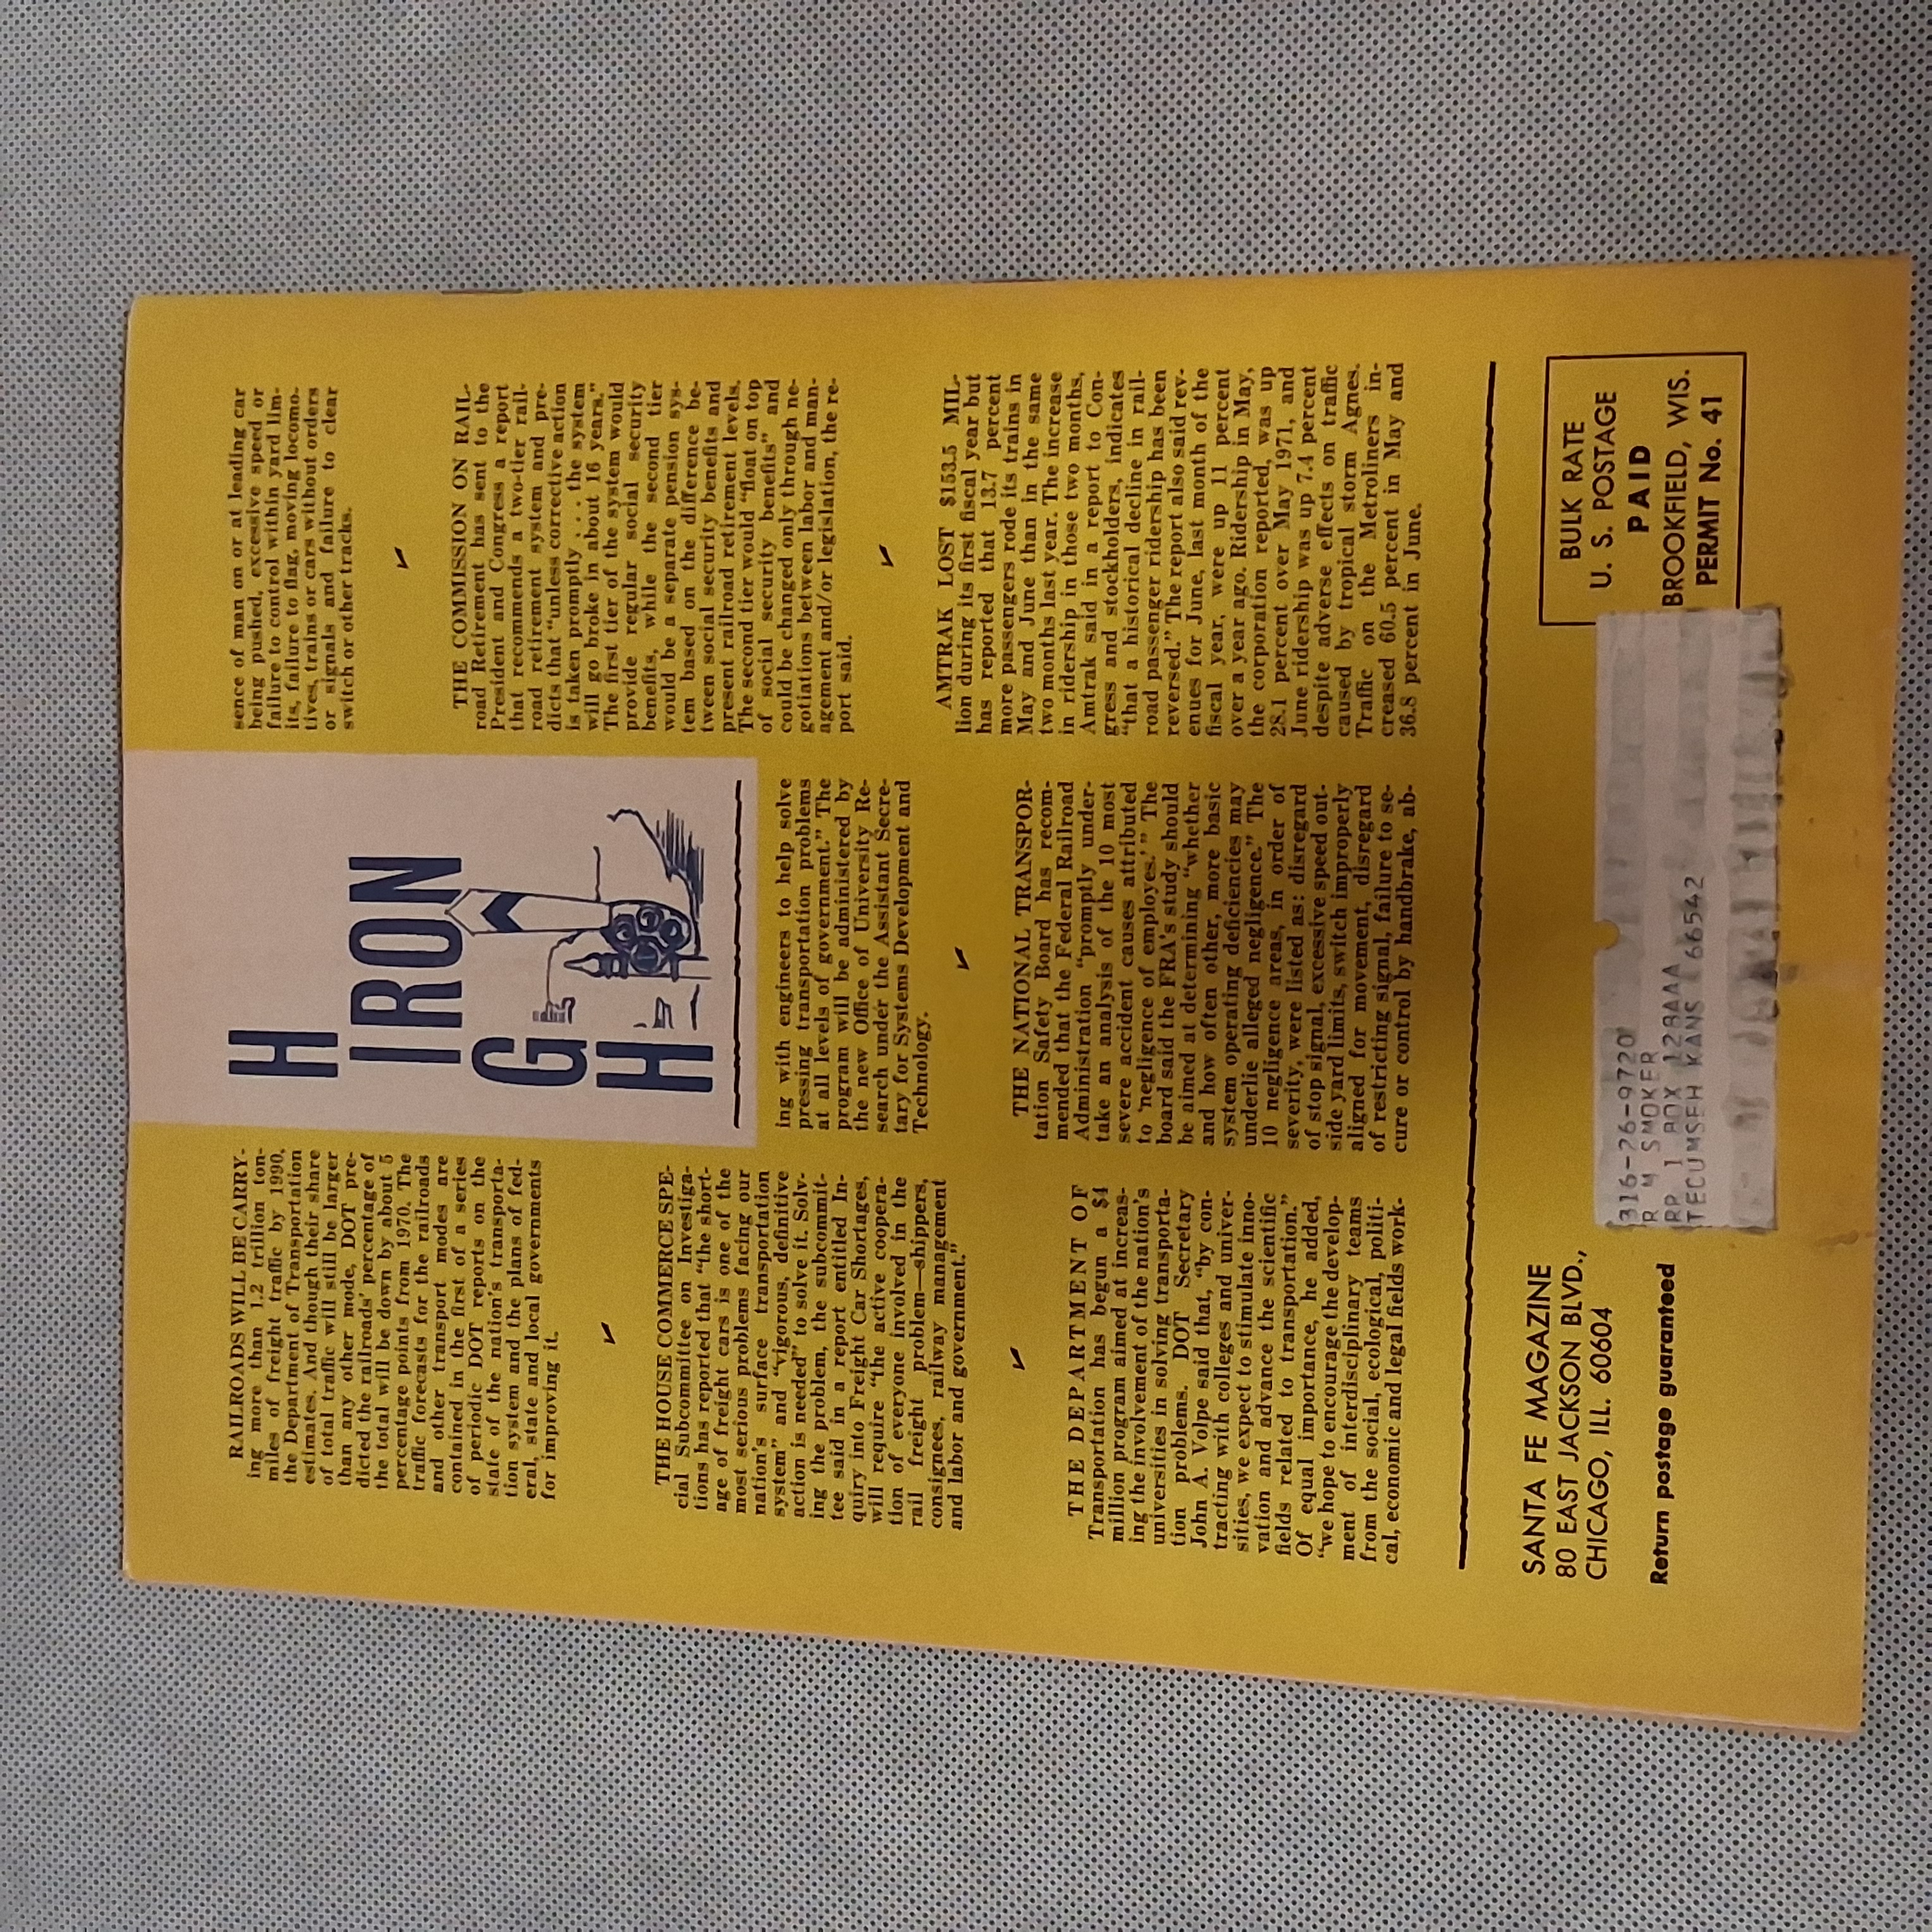 RAILROADS WILL BE CARRY-
ing more than 1.2 trillion ton-
miles of freight traffic by 1990,
the Department of Transportation
estimates. And though their share
of total traffic will still be larger
than any other mode, DOT pre-
dicted the railroads' percentage of
the total will be down by about 5
percentage points from 1970. The
traffic forecasts for the railroads
and other transport modes are
contained in the first of a series
of periodic DOT reports on the
state of the nation's transporta-
tion system and the plans of fed-
eral, state and local governments
for improving it.
THE HOUSE COMMERCE SPE-
cial Subcommittee on Investiga-
tions has reported that "the short-
age of freight cars is one of the
most serious problems facing our
nation's surface transportation
system" and "vigorous, definitive
action is needed" to solve it. Solv-
ing the problem, the subcommit-
tee said in a report entitled In-
quiry into Freight Car Shortages,
will require "the active coopera-
tion of everyone involved in the
rail freight problem—shippers,
consignees, railway management
and labor and government."
THE DEPARTMENT OF
Transportation has begun a $4
million program aimed at increas-
ing the involvement of the nation's
universities in solving transporta-
tion problems. DOT Secretary
John A. Volpe said that, "by con-
tracting with colleges and univer-
sities, we expect to stimulate inno-
vation and advance the scientific
fields related to transportation."
Of equal importance, he added,
"we hope to encourage the develop-
ment of interdisciplinary teams
from the social, ecological, politi-
cal, economic and legal fields work-
H
IRON
G
H
ing with engineers to help solve
pressing transportation problems
at all levels of government." The
program will be administered by
the new Office of University Re-
search under the Assistant Secre-
tary for Systems Development and
Technology.
THE NATIONAL TRANSPOR-
tation Safety Board has recom-
mended that the Federal Railroad
Administration "promptly under-
take an analysis of the 10 most
severe accident causes attributed
to 'negligence of employes.' " The
board said the FRA's study should
be aimed at determining "whether
and how often other, more basic
system operating deficiencies may
underlie alleged negligence." The
10 negligence areas, in order of
severity, were listed as: disregard
of stop signal, excessive speed out-
side yard limits, switch improperly
aligned for movement, disregard
of restricting signal, failure to se-
cure or control by handbrake, ab-
sence of man on or at leading car
being pushed, excessive speed or
failure to control within yard lim-
its, failure to flag, moving locomo-
tives, trains or cars without orders
or signals and failure to clear
switch or other tracks.
THE COMMISSION ON RAIL-
road Retirement has sent to the
President and Congress a report
that recommends a two-tier rail-
road retirement system and pre-
dicts that "unless corrective action
is taken promptly . . . the system
will go broke in about 16 years."
The first tier of the system would
provide regular social security
benefits, while the second tier
would be a separate pension sys-
tem based on the difference be-
tween social security benefits and
present railroad retirement levels.
The second tier would "float on top
of social security benefits" and
could be changed only through ne-
gotiations between labor and man-
agement and/or legislation, the re-
port said.
AMTRAK LOST $153.5 MIL-
lion during its first fiscal year but
has reported that 13.7 percent
more passengers rode its trains in
May and June than in the same
two months last year. The increase
in ridership in those two months,
Amtrak said in a report to Con-
gress and stockholders, indicates
"that a historical decline in rail-
road passenger ridership has been
reversed." The report also said rev-
enues for June, last month of the
fiscal year, were up 11 percent
over a year ago. Ridership in May,
the corporation reported, was up
28.1 percent over May 1971, and
June ridership was up 7.4 percent
despite adverse effects on traffic
caused by tropical storm Agnes.
Traffic on the Metroliners in-
creased 60.5 percent in May and
36.8 percent in June.
SANTA FE MAGAZINE
80 EAST JACKSON BLVD.,
CHICAGO, ILL. 60604
Return postage guaranteed
316-26-9720
R M SMOKER
RP 1 BOX 128AAA
TECUMSEH KANS 66542
BULK RATE
U. S. POSTAGE
PAID
BROOKFIELD, WIS.
PERMIT No. 41